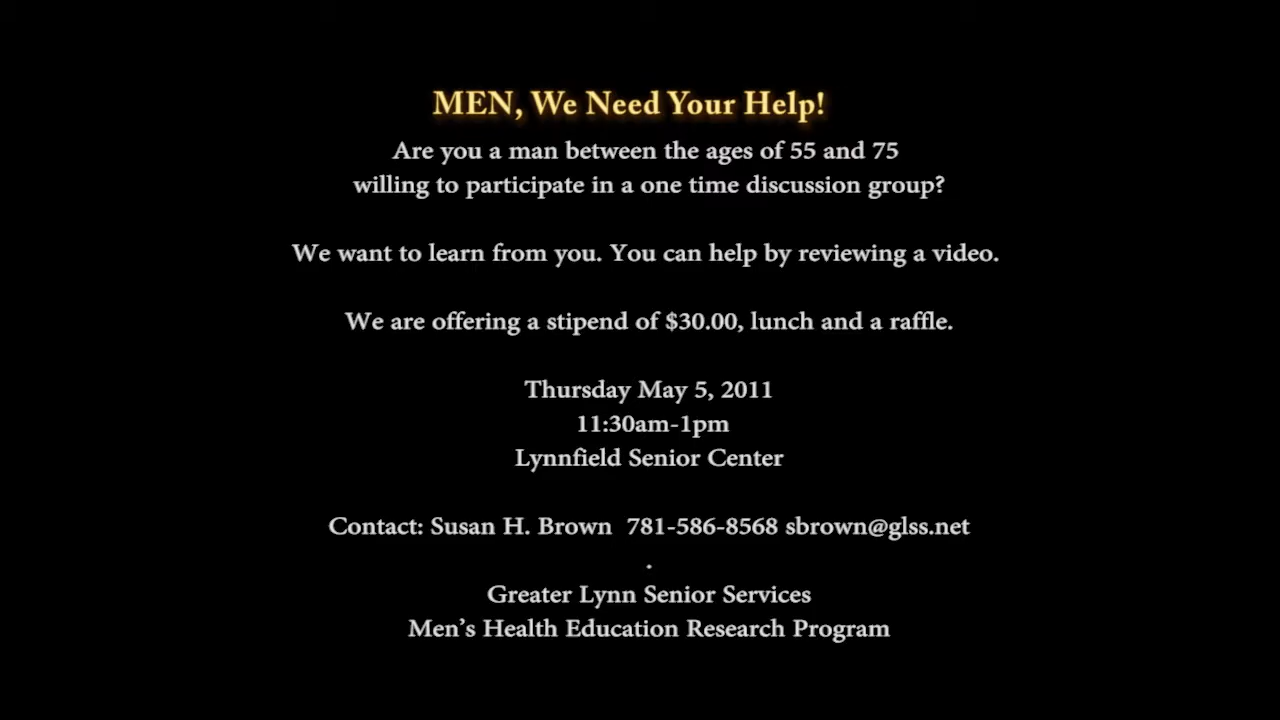 MEN, We Need Your Help!
Are you a man between the ages of 55 and 75
willing to participate in a one time discussion group?
We want to learn from you. You can help by reviewing a video.
We are offering a stipend of $30.00, lunch and a raffle.
Thursday May 5, 2011
11:30am-1pm
Lynnfield Senior Center
Contact: Susan H. Brown  781-586-8568 sbrown@glss.net
.
Greater Lynn Senior Services
Men’s Health Education Research Program